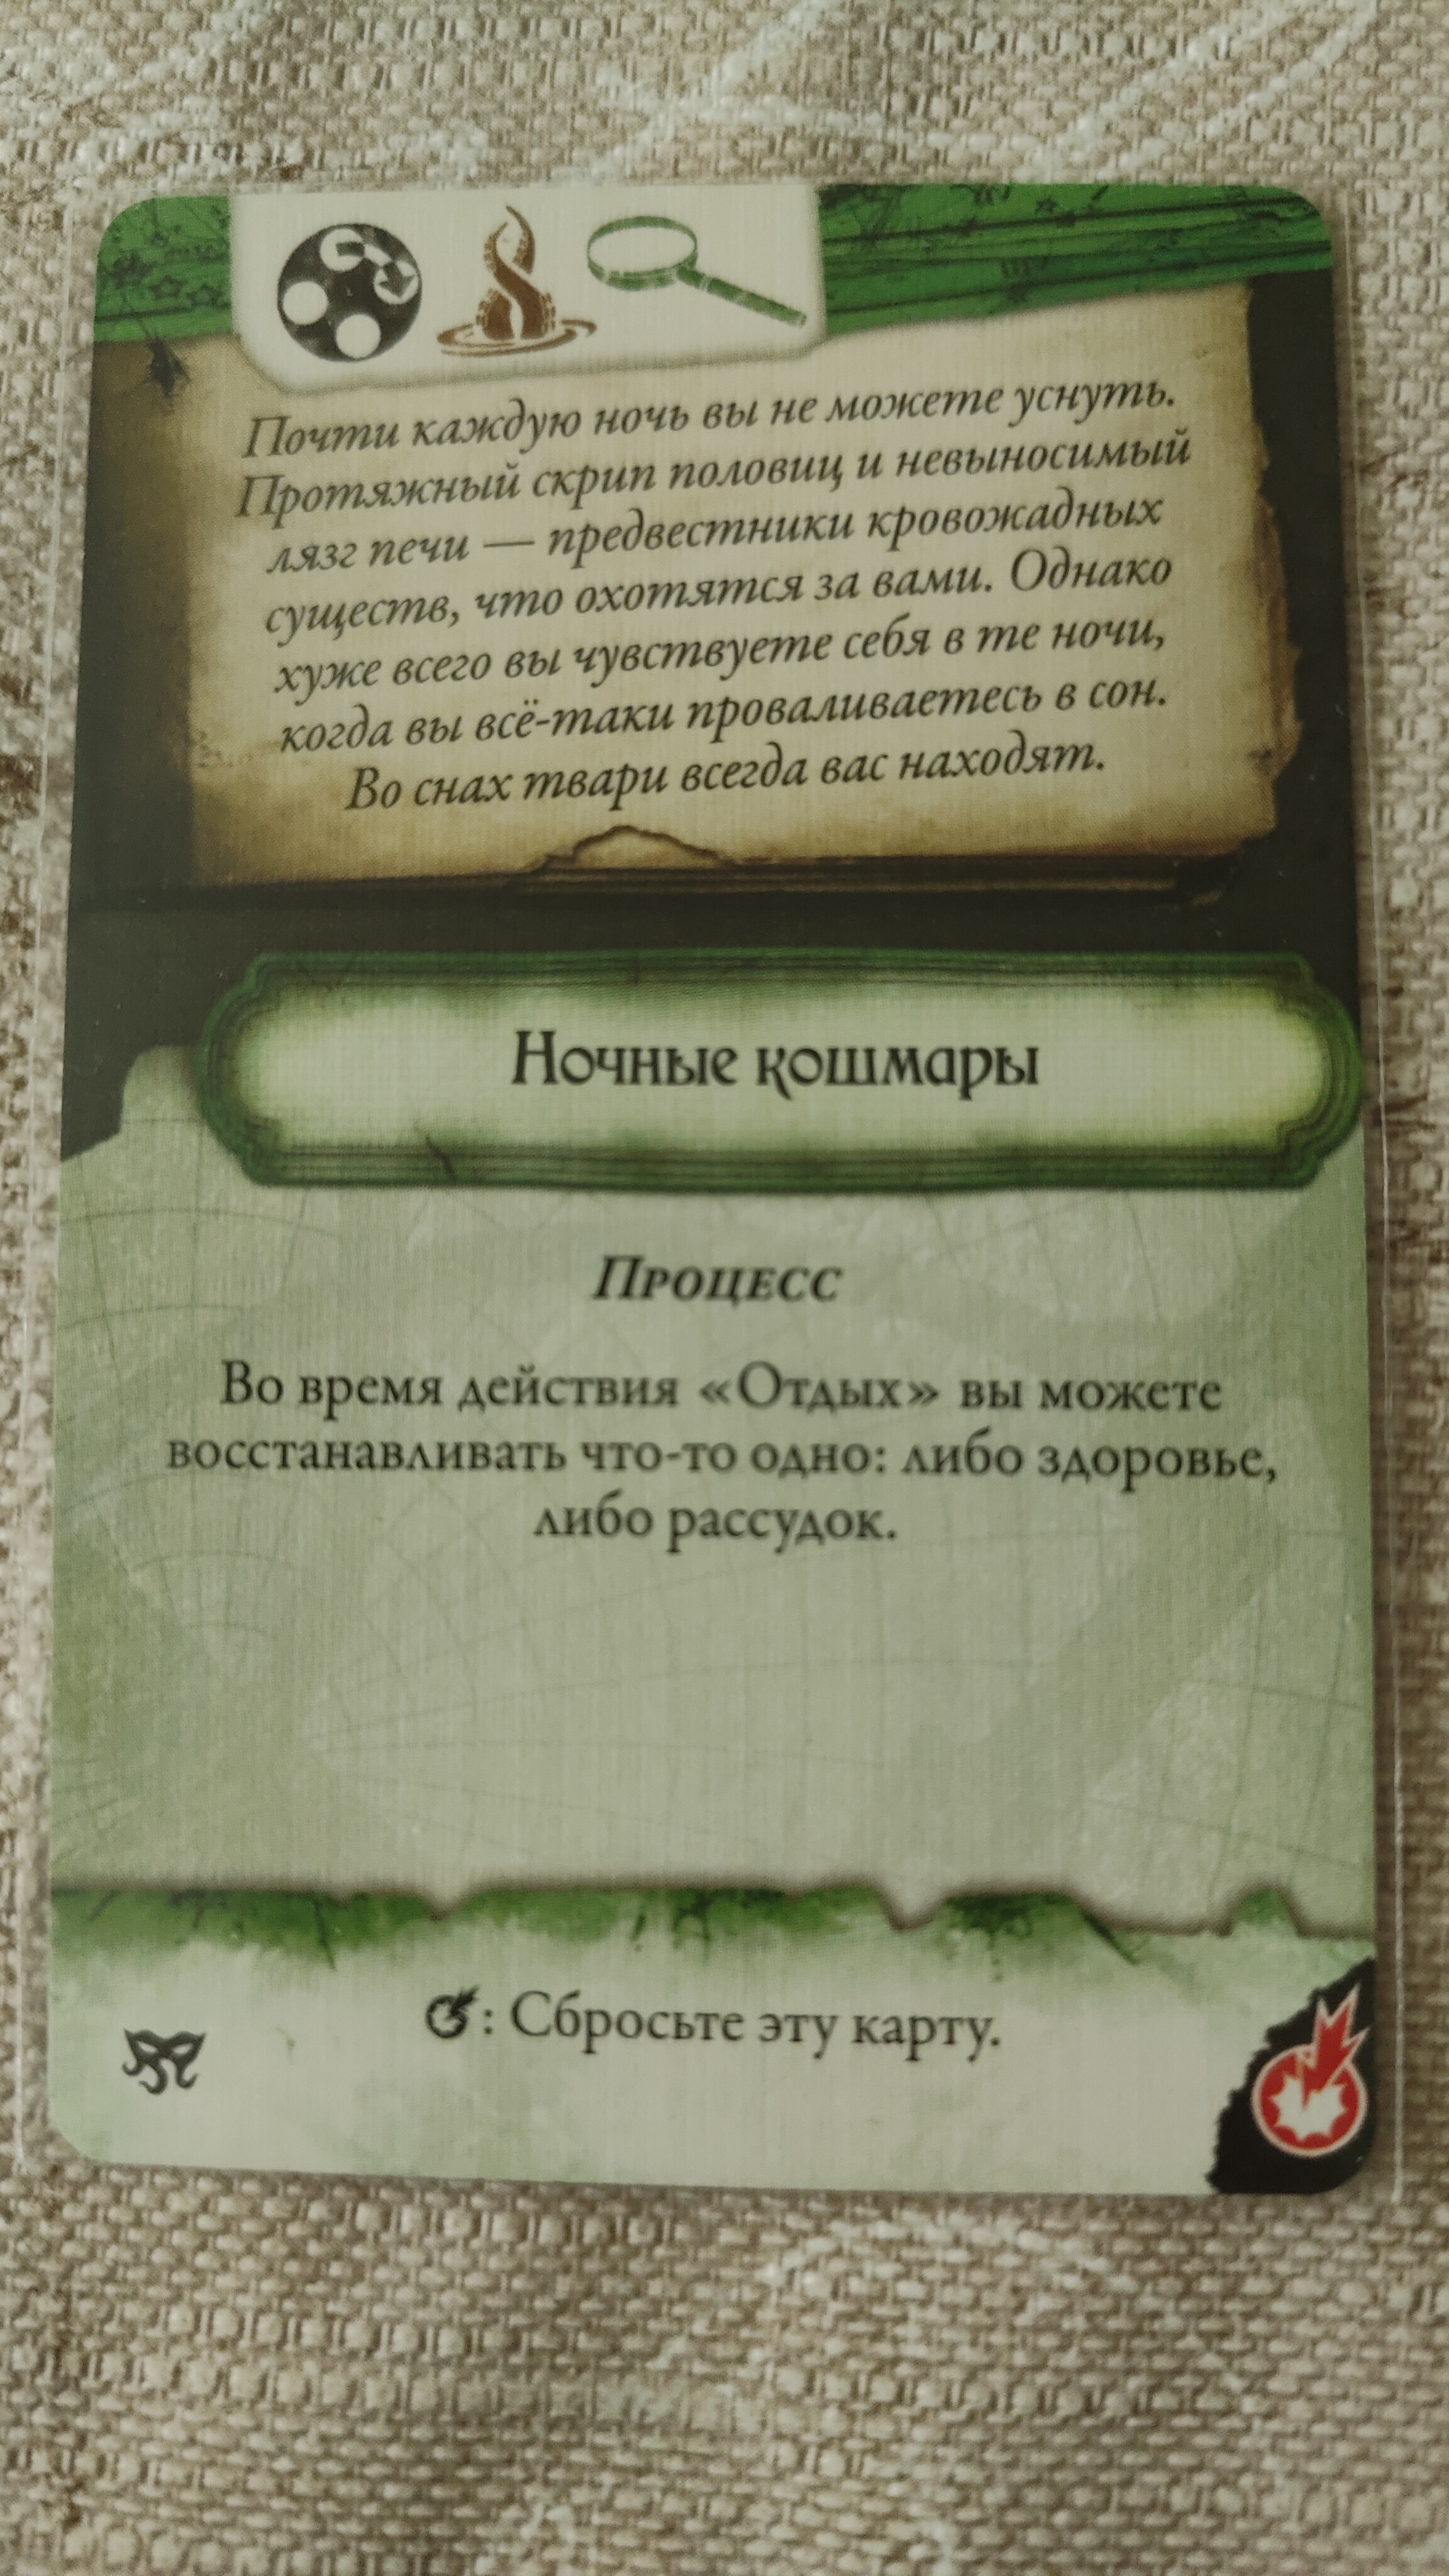 Почти каждую ночь вы не можете уснуть.
Протяжный скрип половиц и невыносимый
лязг печи — предвестники кровожадных
существ, что охотятся за вами. Однако
хуже всего вы чувствуете себя в те ночи,
когда вы всё-таки проваливаетесь в сон.
Во снах твари всегда вас находят.
Ночные кошмары
Процесс
Во время действия «Отдых» вы можете
восстанавливать что-то одно: либо здоровье,
либо рассудок.
: Сбросьте эту карту.